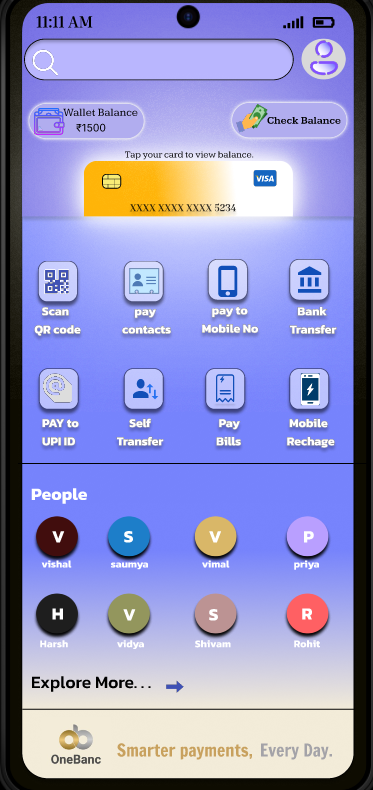 11:11 AM
Wallet Balance
₹1500
Check Balance
Tap your card to view balance.
VISA
XXXX XXXX XXXX 5234
Scan
QR code
pay
contacts
pay to
Mobile No
Bank
Transfer
PAY to
UPI ID
Self
Transfer
Pay
Bills
Mobile
Rechage
People
V
S
V
P
vishal
saumya
vimal
priya
H
V
S
R
Harsh
vidya
Shivam
Rohit
Explore More...
OneBanc
Smarter payments, Every Day.